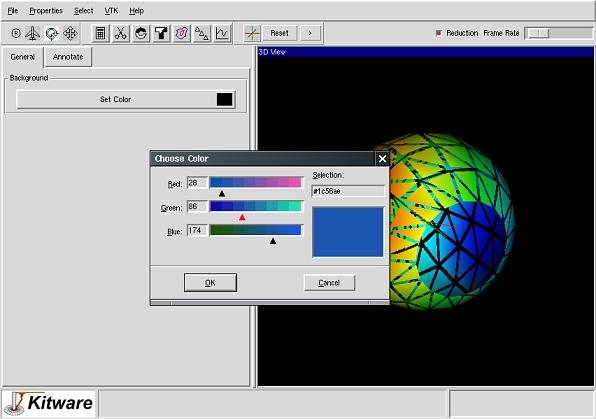 File Properties Select VTK Help
R Reset > Reduction Frame Rate
General Annotate
3D View
Background
Set Color
Choose Color
Red: 28
Green: 86
Blue: 174
Selection:
#1c56ae
OK Cancel
Kitware